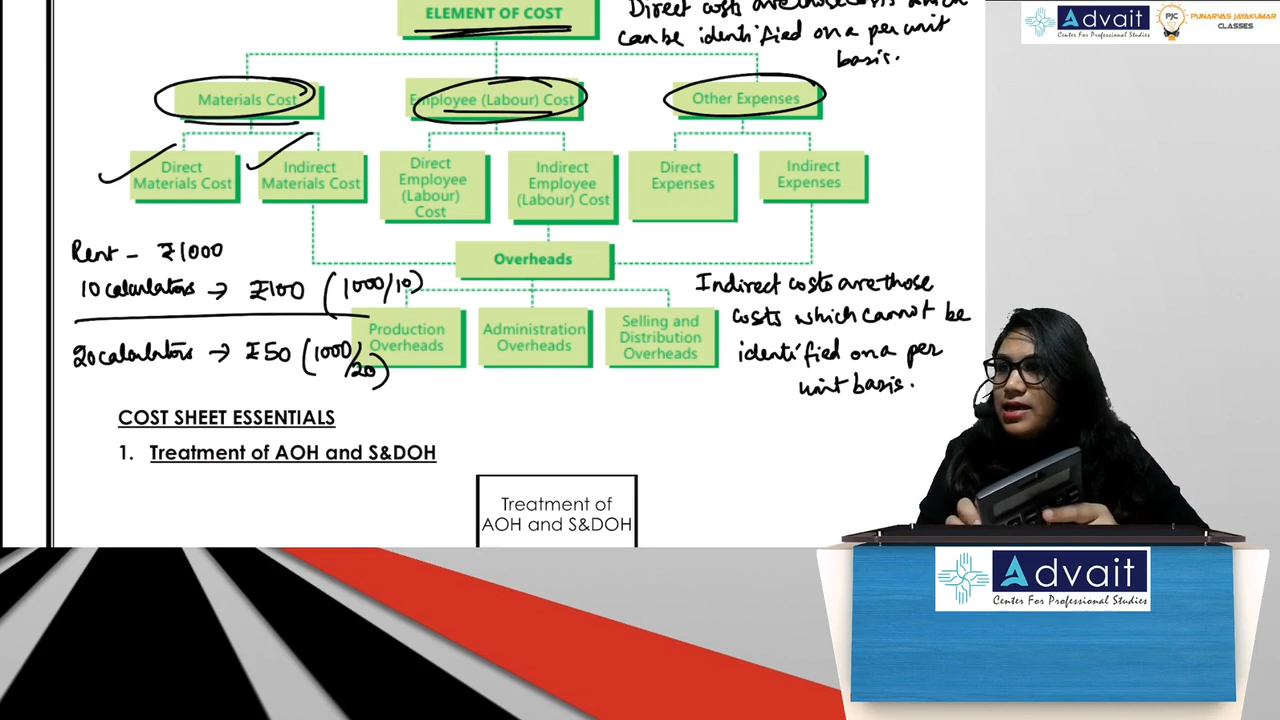 ELEMENT OF COST
Direct costs are those costs which
can be identified on a per unit
basis.
Advait
Center For Professional Studies
PJC
PUNARVAS JAYAKUMAR
CLASSES
Materials Cost
Employee (Labour) Cost
Other Expenses
Direct
Materials Cost
Indirect
Materials Cost
Direct
Employee
(Labour)
Cost
Indirect
Employee
(Labour) Cost
Direct
Expenses
Indirect
Expenses
Rent - ₹1000
10 calculators → ₹100 (1000/10)
20 calculators → ₹50 (1000/20)
Overheads
Production
Overheads
Administration
Overheads
Selling and
Distribution
Overheads
Indirect costs are those
costs which cannot be
identified on a per
unit basis.
COST SHEET ESSENTIALS
1. Treatment of AOH and S&DOH
Treatment of
AOH and S&DOH
Advait
Center For Professional Studies